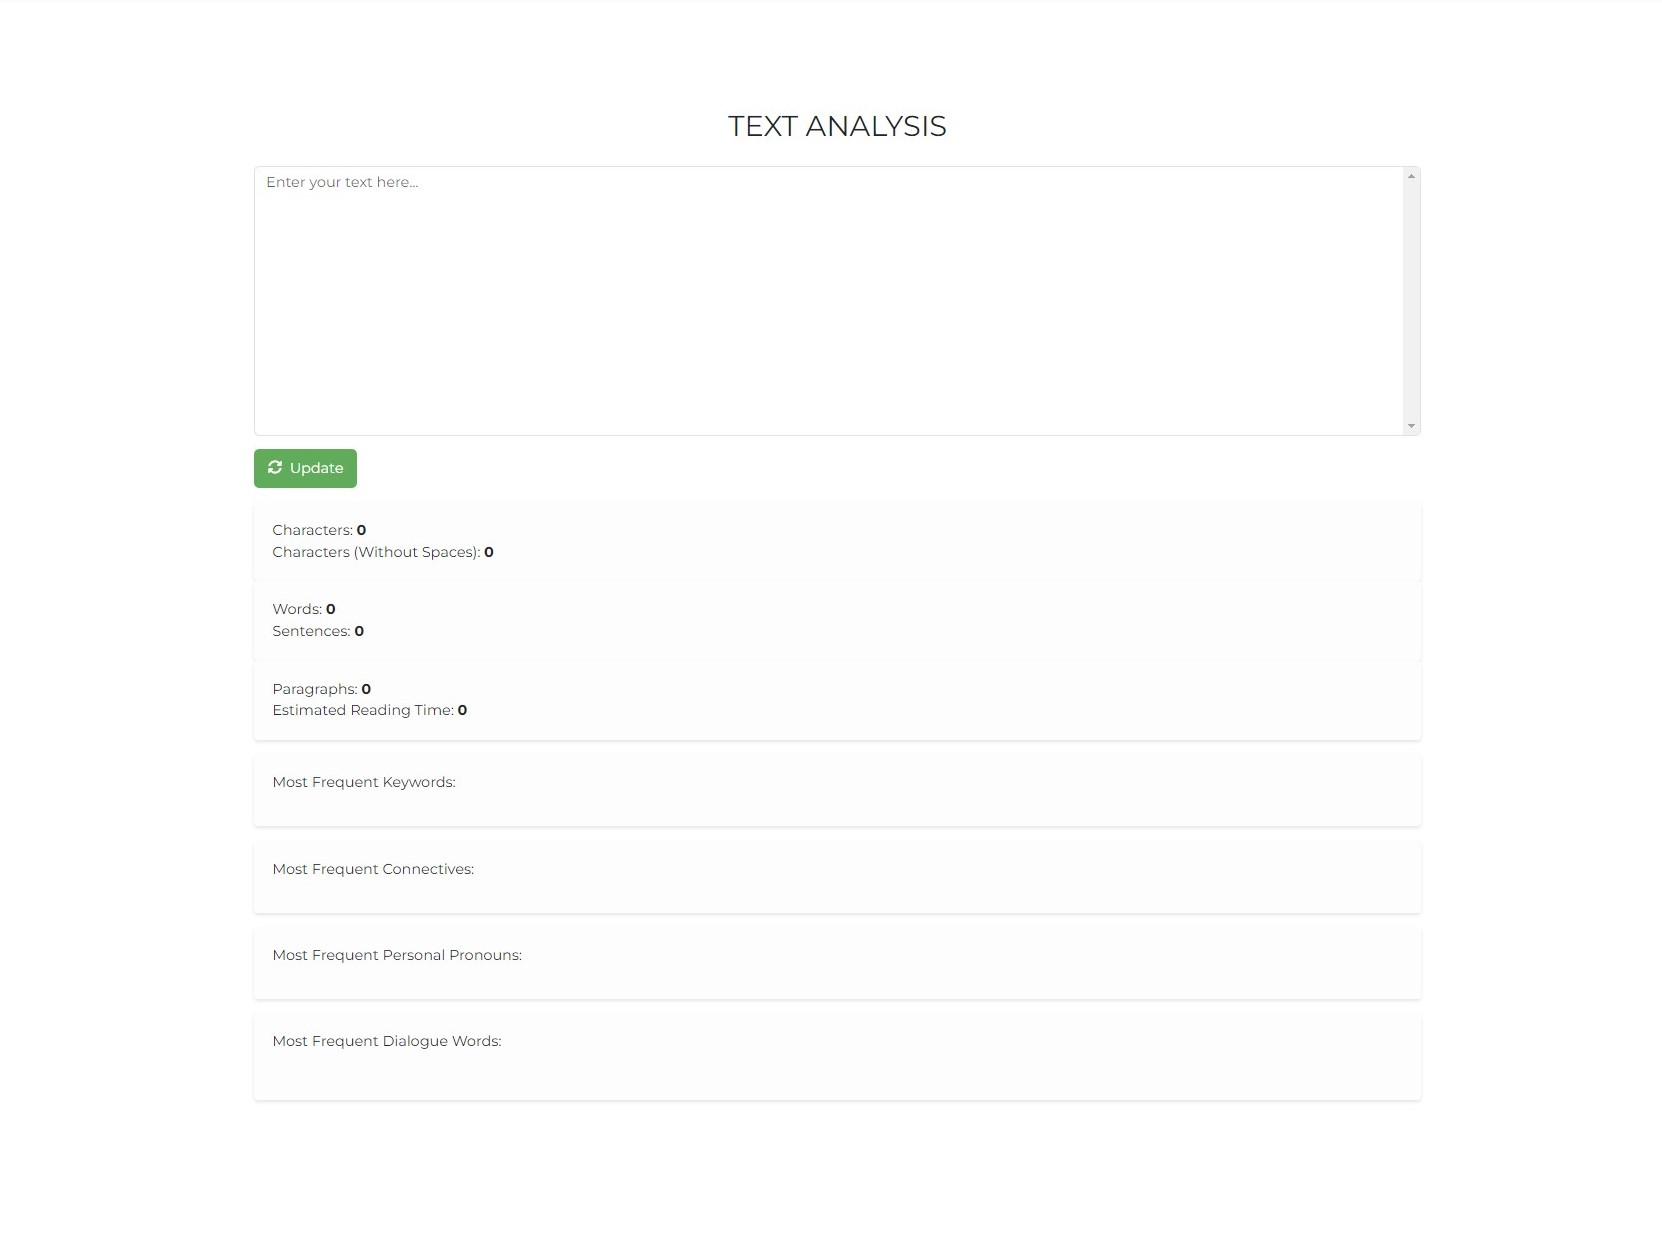 TEXT ANALYSIS
Enter your text here...
Update
Characters: 0
Characters (Without Spaces): 0
Words: 0
Sentences: 0
Paragraphs: 0
Estimated Reading Time: 0
Most Frequent Keywords:
Most Frequent Connectives:
Most Frequent Personal Pronouns:
Most Frequent Dialogue Words: